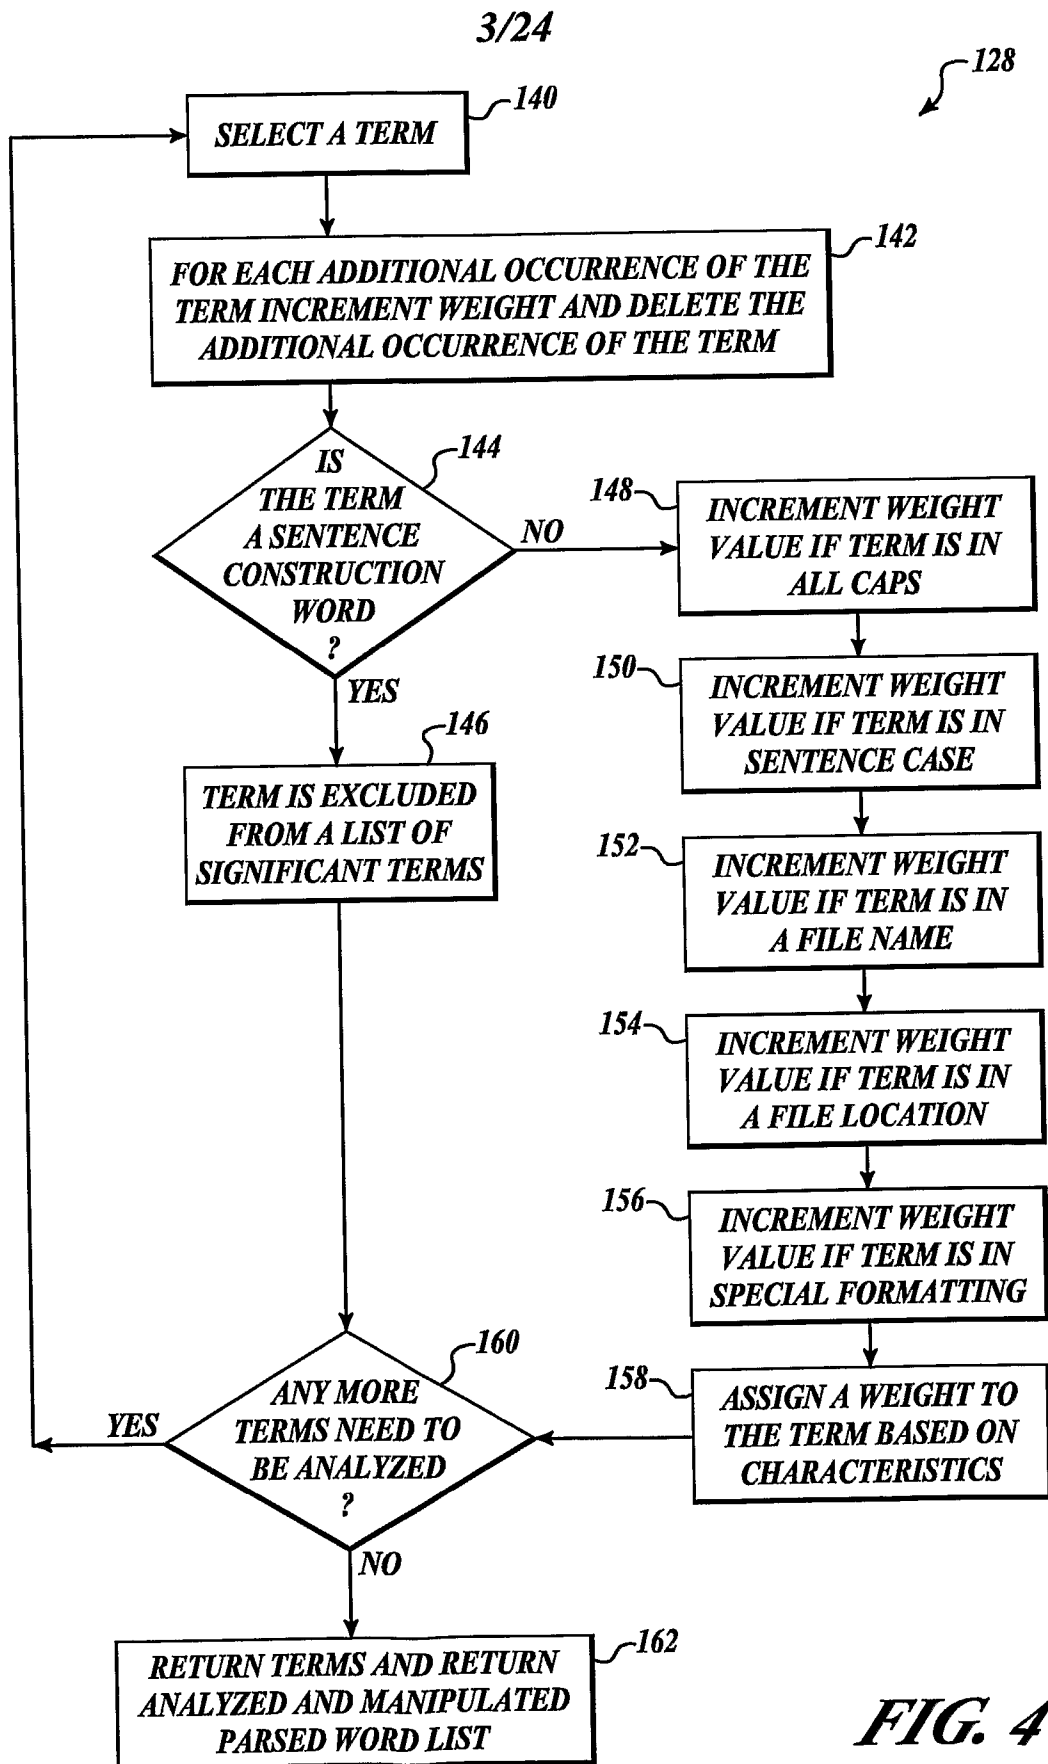 3/24
128
140
SELECT A TERM
142
FOR EACH ADDITIONAL OCCURRENCE OF THE
TERM INCREMENT WEIGHT AND DELETE THE
ADDITIONAL OCCURRENCE OF THE TERM
144
IS
THE TERM
A SENTENCE
CONSTRUCTION
WORD
?
NO
YES
146
TERM IS EXCLUDED
FROM A LIST OF
SIGNIFICANT TERMS
148
INCREMENT WEIGHT
VALUE IF TERM IS IN
ALL CAPS
150
INCREMENT WEIGHT
VALUE IF TERM IS IN
SENTENCE CASE
152
INCREMENT WEIGHT
VALUE IF TERM IS IN
A FILE NAME
154
INCREMENT WEIGHT
VALUE IF TERM IS IN
A FILE LOCATION
156
INCREMENT WEIGHT
VALUE IF TERM IS IN
SPECIAL FORMATTING
158
ASSIGN A WEIGHT TO
THE TERM BASED ON
CHARACTERISTICS
160
ANY MORE
TERMS NEED TO
BE ANALYZED
?
YES
NO
162
RETURN TERMS AND RETURN
ANALYZED AND MANIPULATED
PARSED WORD LIST
FIG. 4